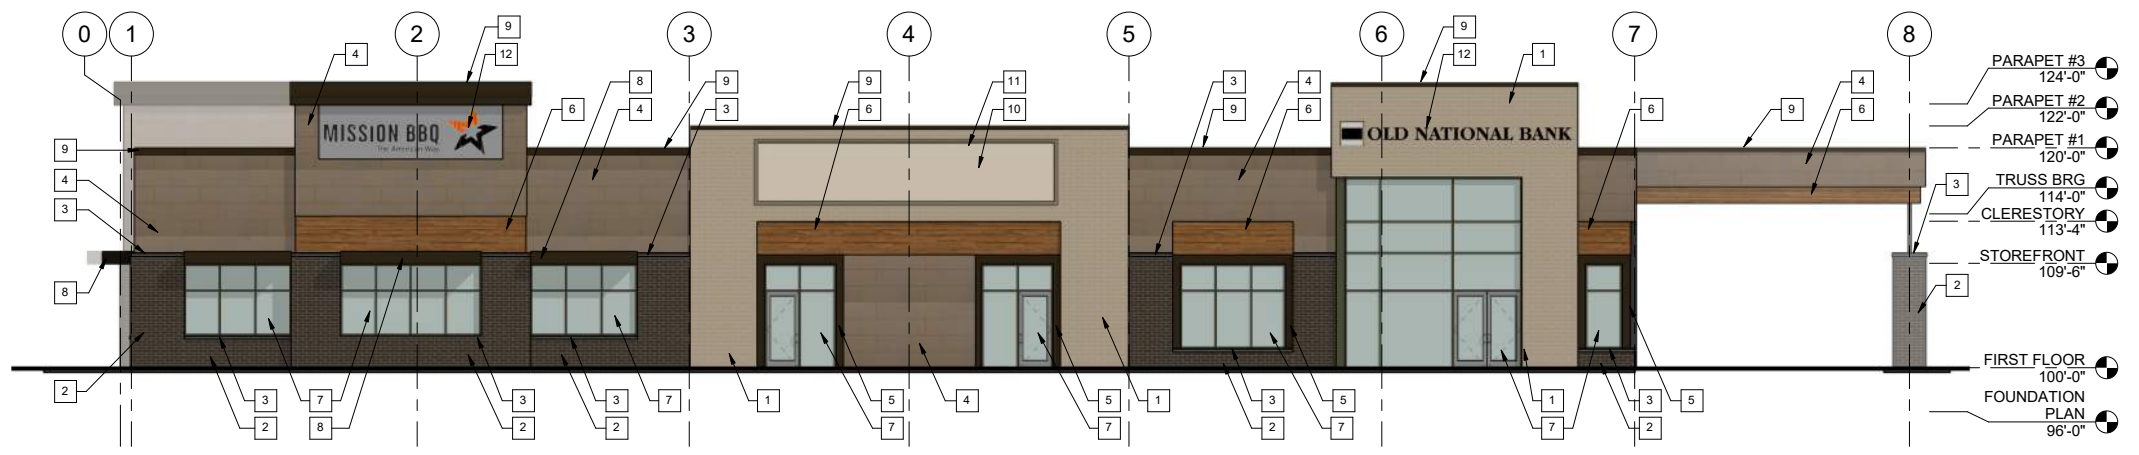 0 1 2 3 4 5 6 7 8
9 9 1
4 12 12
8 9 9 11 3 4 4
4 3 6 10 9 6 6 9 6
6
MISSION BBQ
The American Way
OLD NATIONAL BANK
9
4
3
8
3
2
2 3 7 3 3 7 1 5 4 5 1 3 5 1 3 5
2 8 2 2 7 7 2 7 7 2
PARAPET #3
124'-0"
PARAPET #2
122'-0"
PARAPET #1
120'-0"
TRUSS BRG
114'-0"
CLERESTORY
113'-4"
STOREFRONT
109'-6"
FIRST FLOOR
100'-0"
FOUNDATION
PLAN
96'-0"